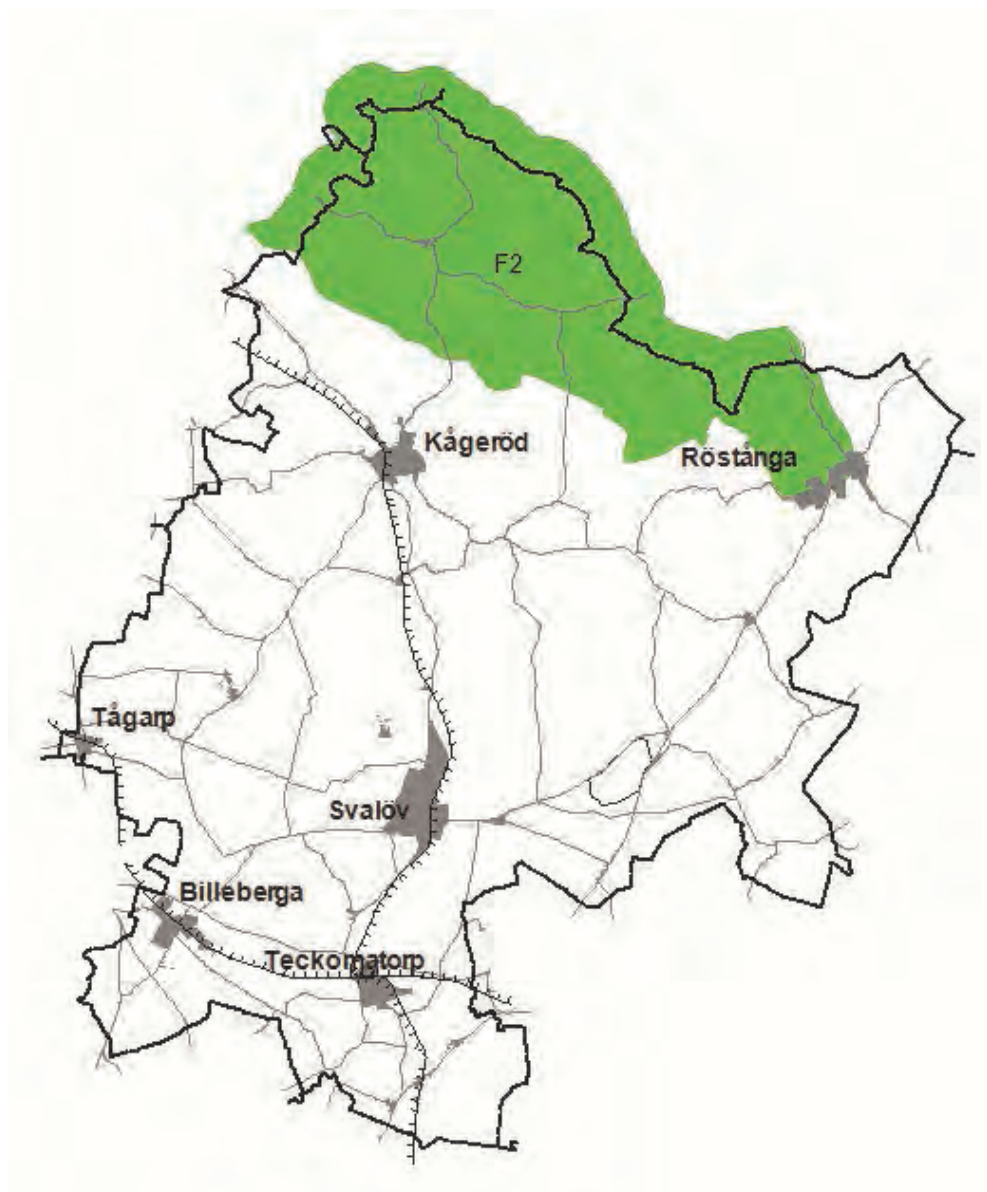 F2
Kågeröd
Röstånga
Tågarp
Svalöv
Billeberga
Teckomatorp